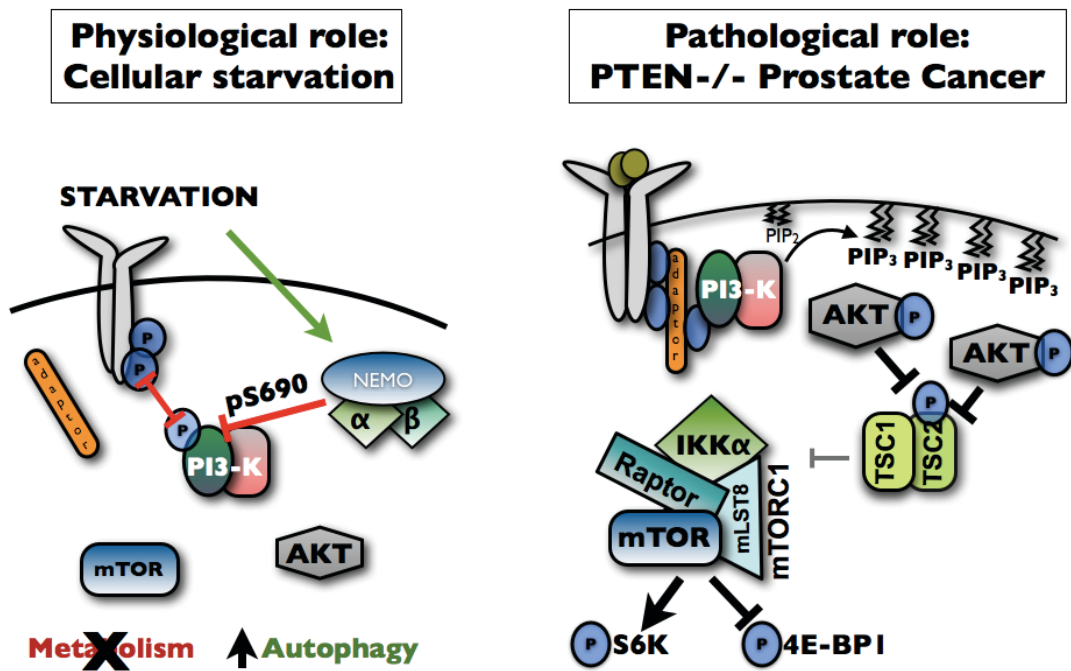 Physiological role:
Cellular starvation
STARVATION
P
P
adaptor
pS690
NEMO
α
β
P
PI3-K
mTOR
AKT
Metabolism
Autophagy
Pathological role:
PTEN-/- Prostate Cancer
PIP2
PIP3
PIP3
PIP3
PIP3
adaptor
PI3-K
AKT
P
AKT
P
P
TSC1
TSC2
IKKα
Raptor
mLST8
mTORC1
mTOR
P
S6K
P
4E-BP1